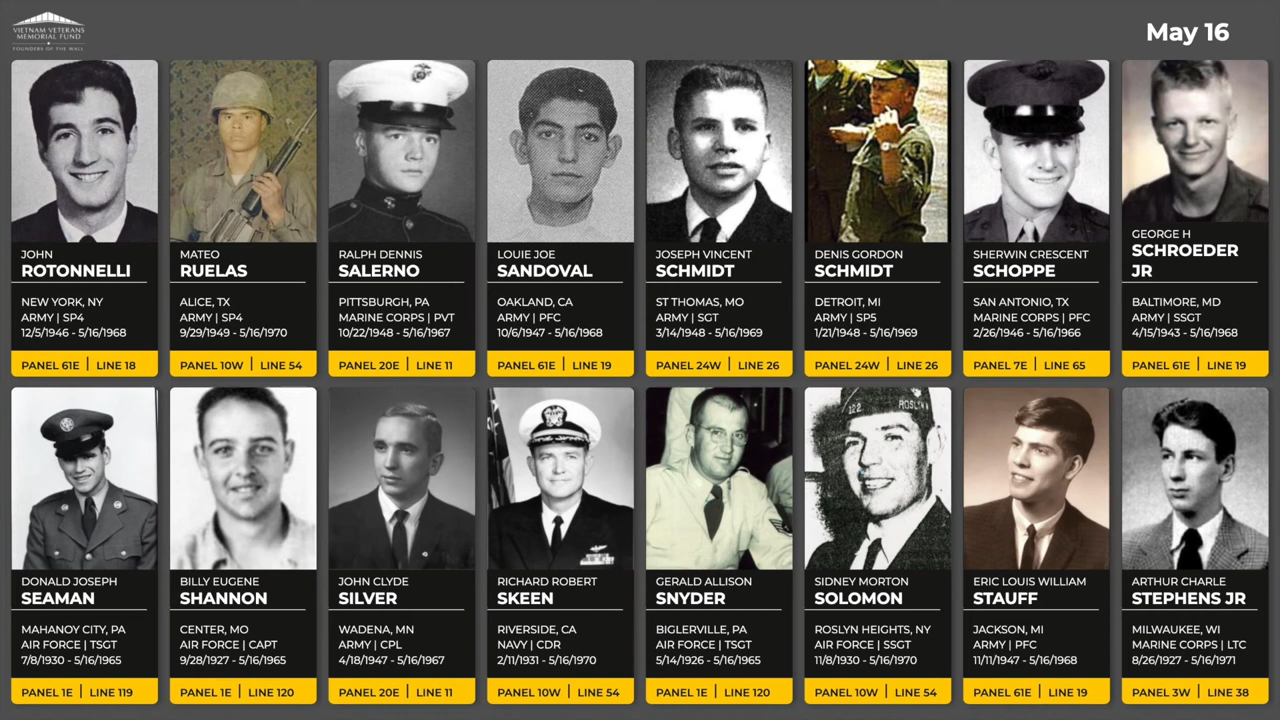 VIETNAM VETERANS
MEMORIAL FUND
FOUNDERS OF THE WALL
May 16
JOHN
ROTONNELLI
NEW YORK, NY
ARMY | SP4
12/5/1946 - 5/16/1968
PANEL 61E | LINE 18
MATEO
RUELAS
ALICE, TX
ARMY | SP4
9/29/1949 - 5/16/1970
PANEL 10W | LINE 54
RALPH DENNIS
SALERNO
PITTSBURGH, PA
MARINE CORPS | PVT
10/22/1948 - 5/16/1967
PANEL 20E | LINE 11
LOUIE JOE
SANDOVAL
OAKLAND, CA
ARMY | PFC
10/6/1947 - 5/16/1968
PANEL 61E | LINE 19
JOSEPH VINCENT
SCHMIDT
ST THOMAS, MO
ARMY | SGT
3/14/1948 - 5/16/1969
PANEL 24W | LINE 26
DENIS GORDON
SCHMIDT
DETROIT, MI
ARMY | SP5
1/21/1948 - 5/16/1969
PANEL 24W | LINE 26
SHERWIN CRESCENT
SCHOPPE
SAN ANTONIO, TX
MARINE CORPS | PFC
2/26/1946 - 5/16/1966
PANEL 7E | LINE 65
GEORGE H
SCHROEDER
JR
BALTIMORE, MD
ARMY | SSGT
4/15/1943 - 5/16/1968
PANEL 61E | LINE 19
DONALD JOSEPH
SEAMAN
MAHANOY CITY, PA
AIR FORCE | TSGT
7/8/1930 - 5/16/1965
PANEL 1E | LINE 119
BILLY EUGENE
SHANNON
CENTER, MO
AIR FORCE | CAPT
9/28/1927 - 5/16/1965
PANEL 1E | LINE 120
JOHN CLYDE
SILVER
WADENA, MN
ARMY | CPL
4/18/1947 - 5/16/1967
PANEL 20E | LINE 11
RICHARD ROBERT
SKEEN
RIVERSIDE, CA
NAVY | CDR
2/11/1931 - 5/16/1970
PANEL 10W | LINE 54
GERALD ALLISON
SNYDER
BIGLERVILLE, PA
AIR FORCE | TSGT
5/14/1926 - 5/16/1965
PANEL 1E | LINE 120
122
ROSLYN
SIDNEY MORTON
SOLOMON
ROSLYN HEIGHTS, NY
AIR FORCE | SSGT
11/8/1930 - 5/16/1970
PANEL 10W | LINE 54
ERIC LOUIS WILLIAM
STAUFF
JACKSON, MI
ARMY | PFC
11/11/1947 - 5/16/1968
PANEL 61E | LINE 19
ARTHUR CHARLE
STEPHENS JR
MILWAUKEE, WI
MARINE CORPS | LTC
8/26/1927 - 5/16/1971
PANEL 3W | LINE 38